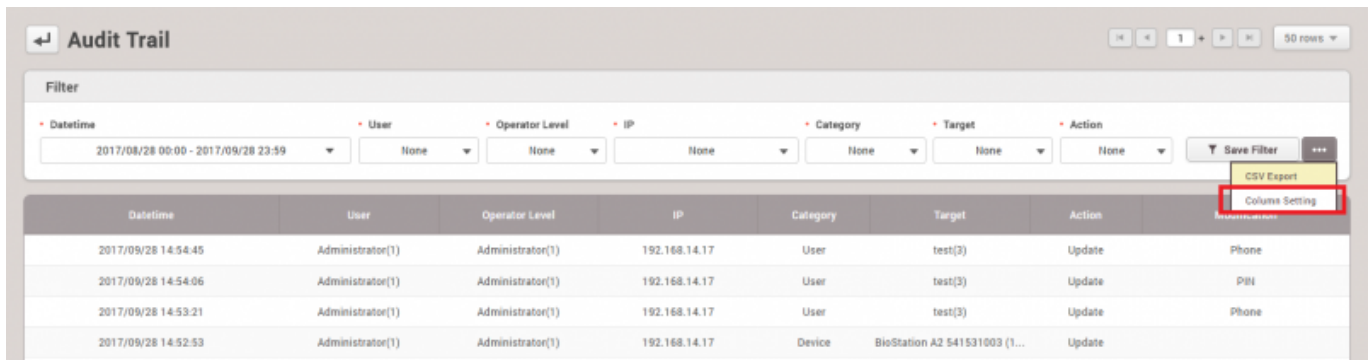 Audit Trail
1 + 50 rows
Filter
Datetime User Operator Level IP Category Target Action
2017/08/28 00:00 - 2017/09/28 23:59 None None None None None None Save Filter ...
CSV Export
Column Setting
Datetime User Operator Level IP Category Target Action Modification
2017/09/28 14:54:45 Administrator(1) Administrator(1) 192.168.14.17 User test(3) Update Phone
2017/09/28 14:54:06 Administrator(1) Administrator(1) 192.168.14.17 User test(3) Update PIN
2017/09/28 14:53:21 Administrator(1) Administrator(1) 192.168.14.17 User test(3) Update Phone
2017/09/28 14:52:53 Administrator(1) Administrator(1) 192.168.14.17 Device BioStation A2 541531003 (1... Update